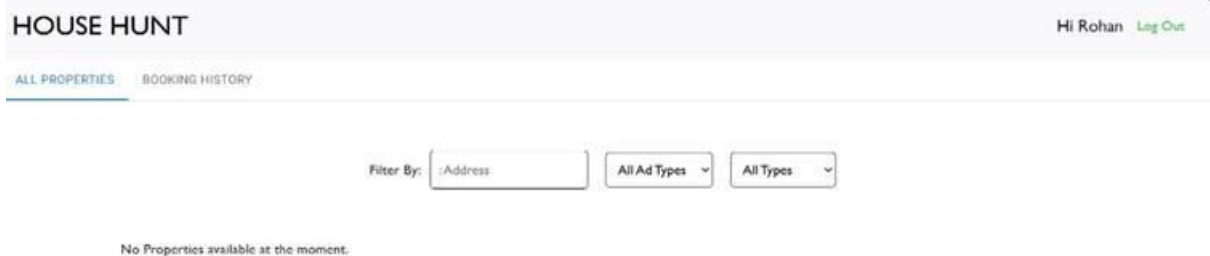 HOUSE HUNT
Hi Rohan Log Out
ALL PROPERTIES BOOKING HISTORY
Filter By: :Address All Ad Types All Types
No Properties available at the moment.